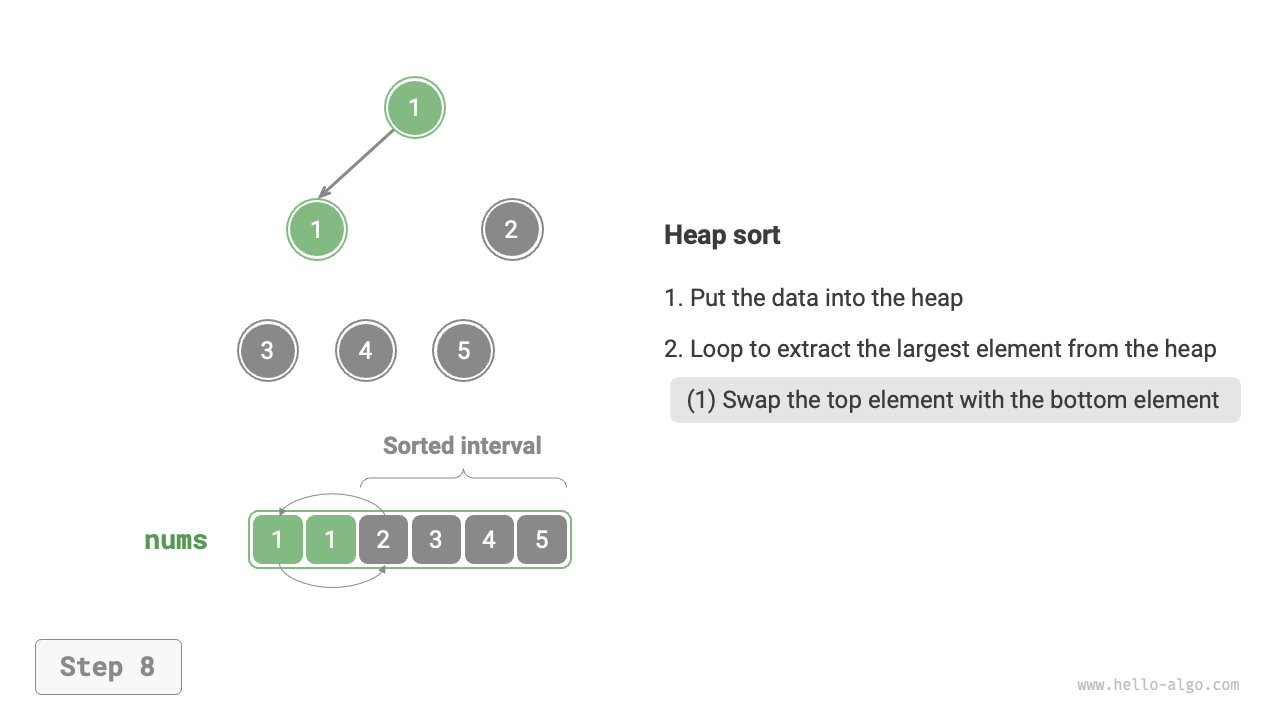 1
1 2
3 4 5
Heap sort
1. Put the data into the heap
2. Loop to extract the largest element from the heap
(1) Swap the top element with the bottom element
Sorted interval
nums 1 1 2 3 4 5
Step 8
www.hello-algo.com